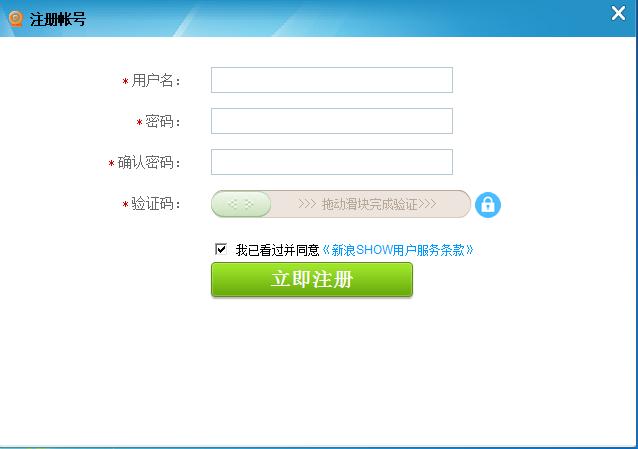 注册帐号
*用户名：
*密码：
*确认密码：
*验证码： >>> 拖动滑块完成验证>>>
我已看过并同意《新浪SHOW用户服务条款》
立即注册